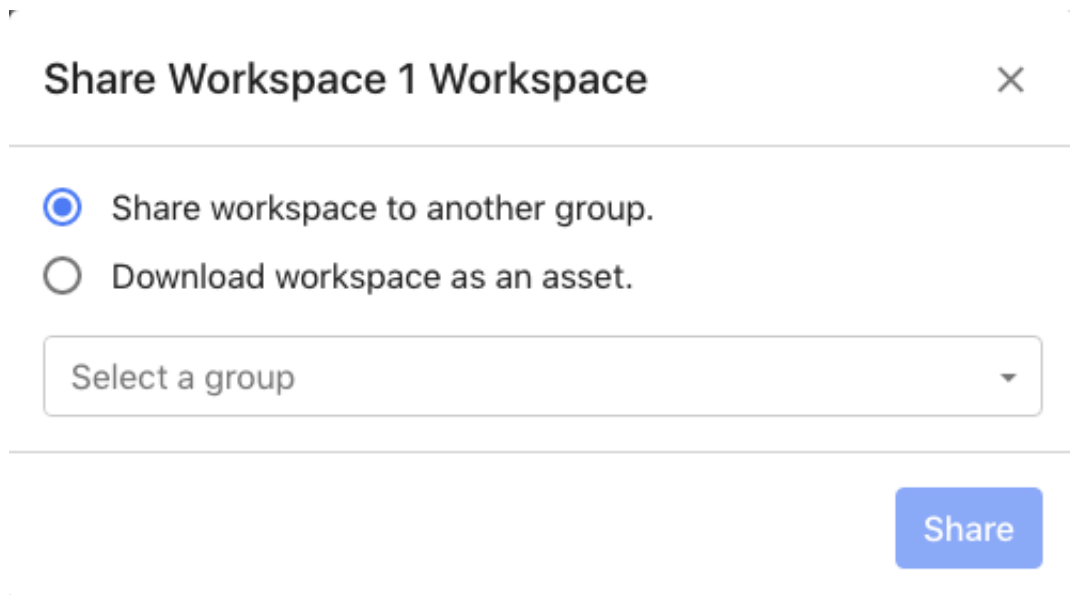 Share Workspace 1 Workspace
Share workspace to another group.
Download workspace as an asset.
Select a group
Share